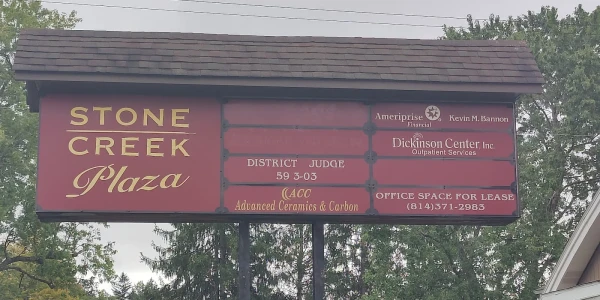 STONE
CREEK
Plaza
DISTRICT JUDGE
59 3-03
ACC
Advanced Ceramics & Carbon
Ameriprise Kevin M. Bannon
Financial
Dickinson Center, Inc.
Outpatient Services
OFFICE SPACE FOR LEASE
(814)371-2983